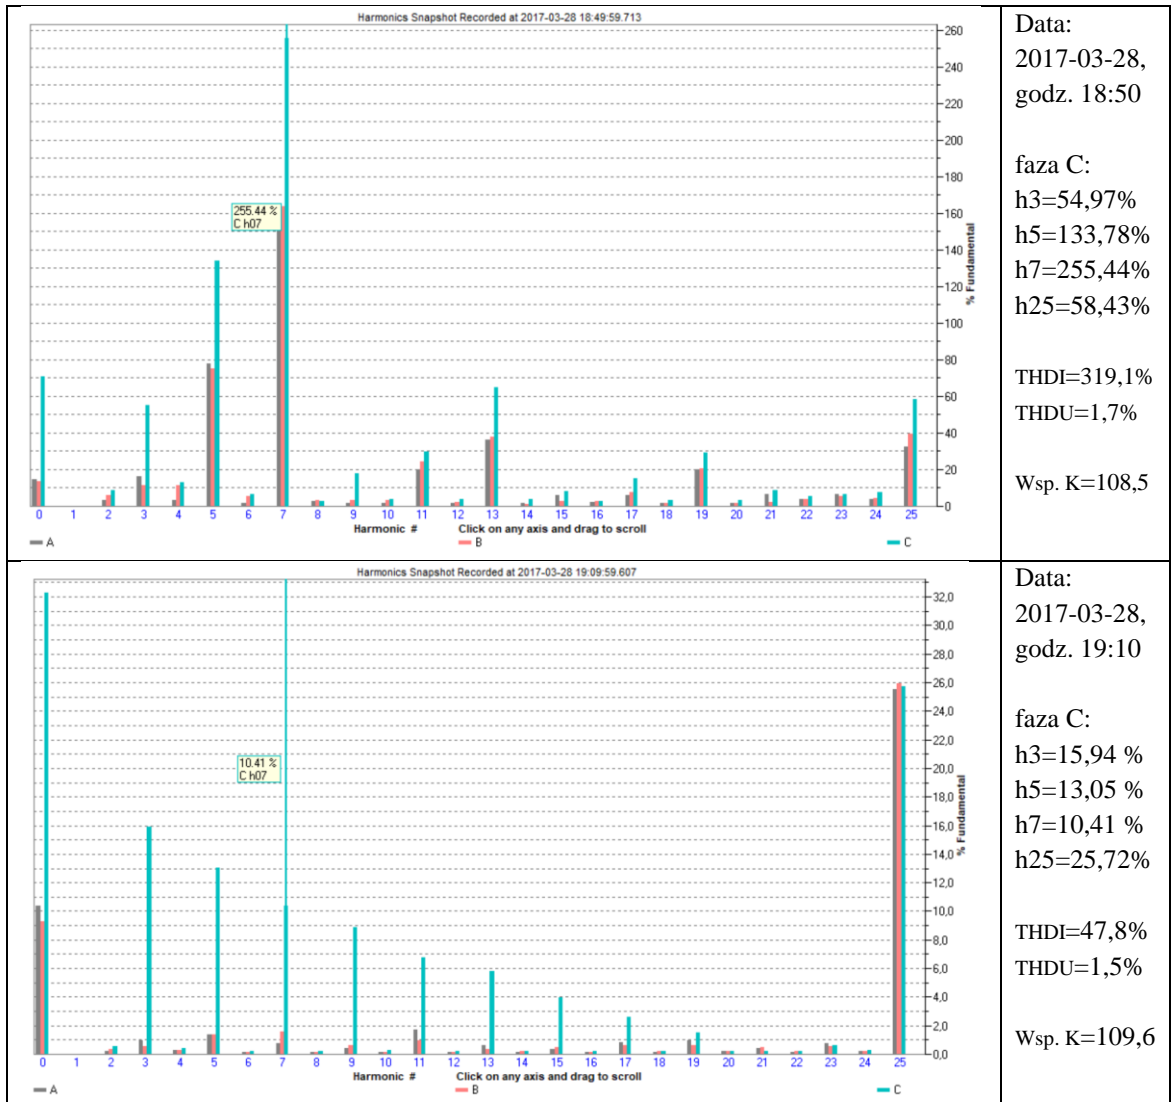 Harmonics Snapshot Recorded at 2017-03-28 18:49:59.713
260
240
220
200
180
160
140
120
100
80
60
40
20
0
% Fundamental
255.44 %
C h07
0 1 2 3 4 5 6 7 8 9 10 11 12 13 14 15 16 17 18 19 20 21 22 23 24 25
Harmonic # Click on any axis and drag to scroll
A B C
Data:
2017-03-28,
godz. 18:50
faza C:
h3=54,97%
h5=133,78%
h7=255,44%
h25=58,43%
THDI=319,1%
THDU=1,7%
Wsp. K=108,5
Harmonics Snapshot Recorded at 2017-03-28 19:09:59.607
32,0
30,0
28,0
26,0
24,0
22,0
20,0
18,0
16,0
14,0
12,0
10,0
8,0
6,0
4,0
2,0
0,0
% Fundamental
10.41 %
C h07
0 1 2 3 4 5 6 7 8 9 10 11 12 13 14 15 16 17 18 19 20 21 22 23 24 25
Harmonic # Click on any axis and drag to scroll
A B C
Data:
2017-03-28,
godz. 19:10
faza C:
h3=15,94 %
h5=13,05 %
h7=10,41 %
h25=25,72%
THDI=47,8%
THDU=1,5%
Wsp. K=109,6